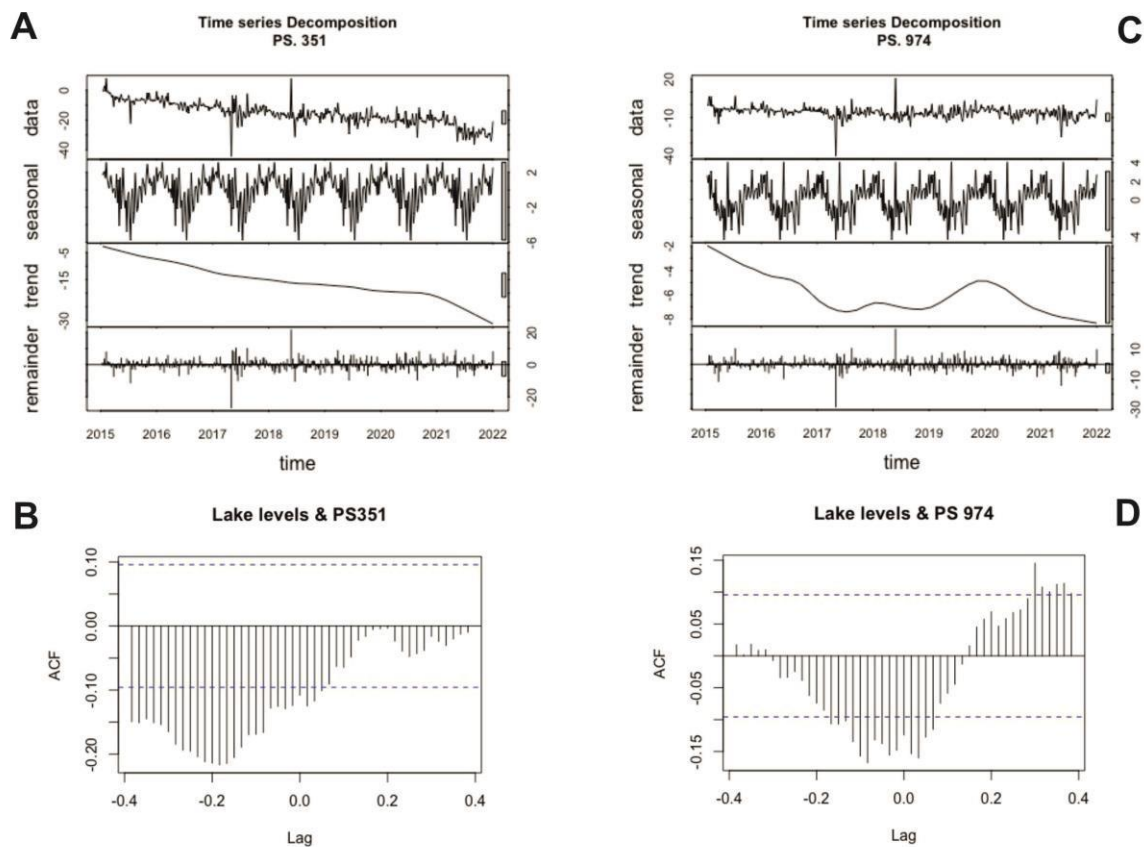 A
Time series Decomposition
PS. 351
data
0
-20
40
seasonal
2
-2
-6
trend
-5
-15
-30
remainder
20
0
-20
2015 2016 2017 2018 2019 2020 2021 2022
time
C
Time series Decomposition
PS. 974
data
20
-10
-40
seasonal
4
2
0
-4
trend
-2
-4
-6
-8
remainder
10
-10
-30
2015 2016 2017 2018 2019 2020 2021 2022
time
B
Lake levels & PS351
ACF
0.10
0.00
-0.10
-0.20
-0.4 -0.2 0.0 0.2 0.4
Lag
D
Lake levels & PS 974
ACF
0.15
0.05
-0.05
-0.15
-0.4 -0.2 0.0 0.2 0.4
Lag